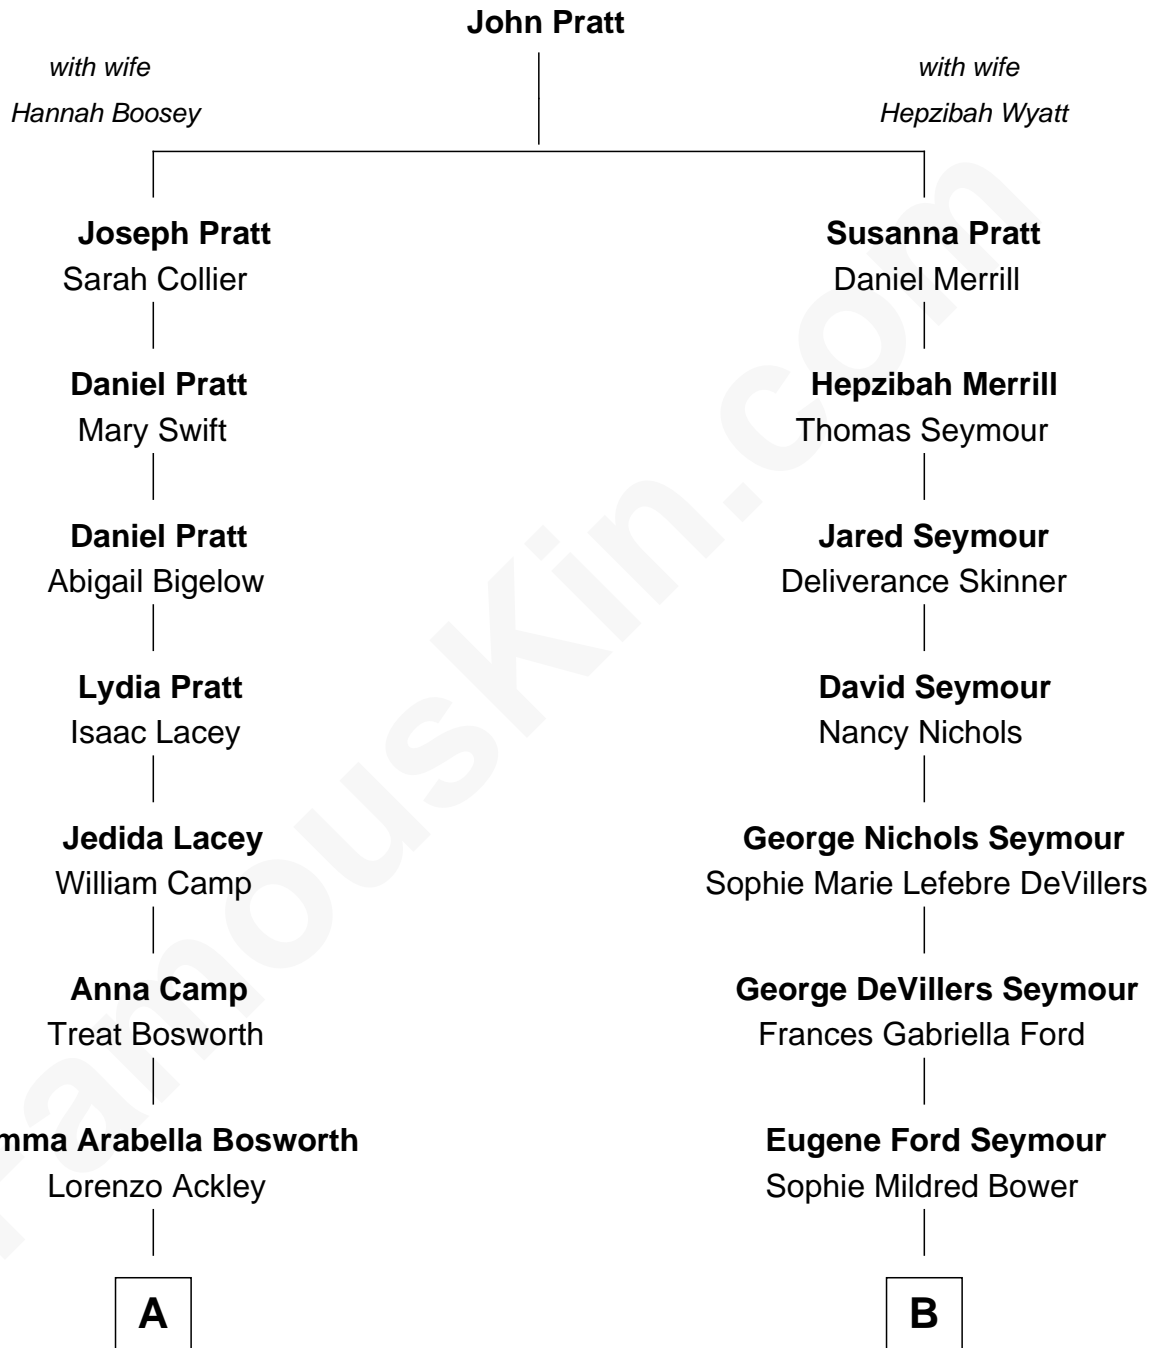 John Pratt
with wife
Hannah Boosey
with wife
Hepzibah Wyatt
Joseph Pratt
Sarah Collier
Susanna Pratt
Daniel Merrill
Daniel Pratt
Mary Swift
Hepzibah Merrill
Thomas Seymour
Daniel Pratt
Abigail Bigelow
Jared Seymour
Deliverance Skinner
Lydia Pratt
Isaac Lacey
David Seymour
Nancy Nichols
Jedida Lacey
William Camp
George Nichols Seymour
Sophie Marie Lefebre DeVillers
Anna Camp
Treat Bosworth
George DeVillers Seymour
Frances Gabriella Ford
mma Arabella Bosworth
Lorenzo Ackley
Eugene Ford Seymour
Sophie Mildred Bower
A
B
FamousKin.com